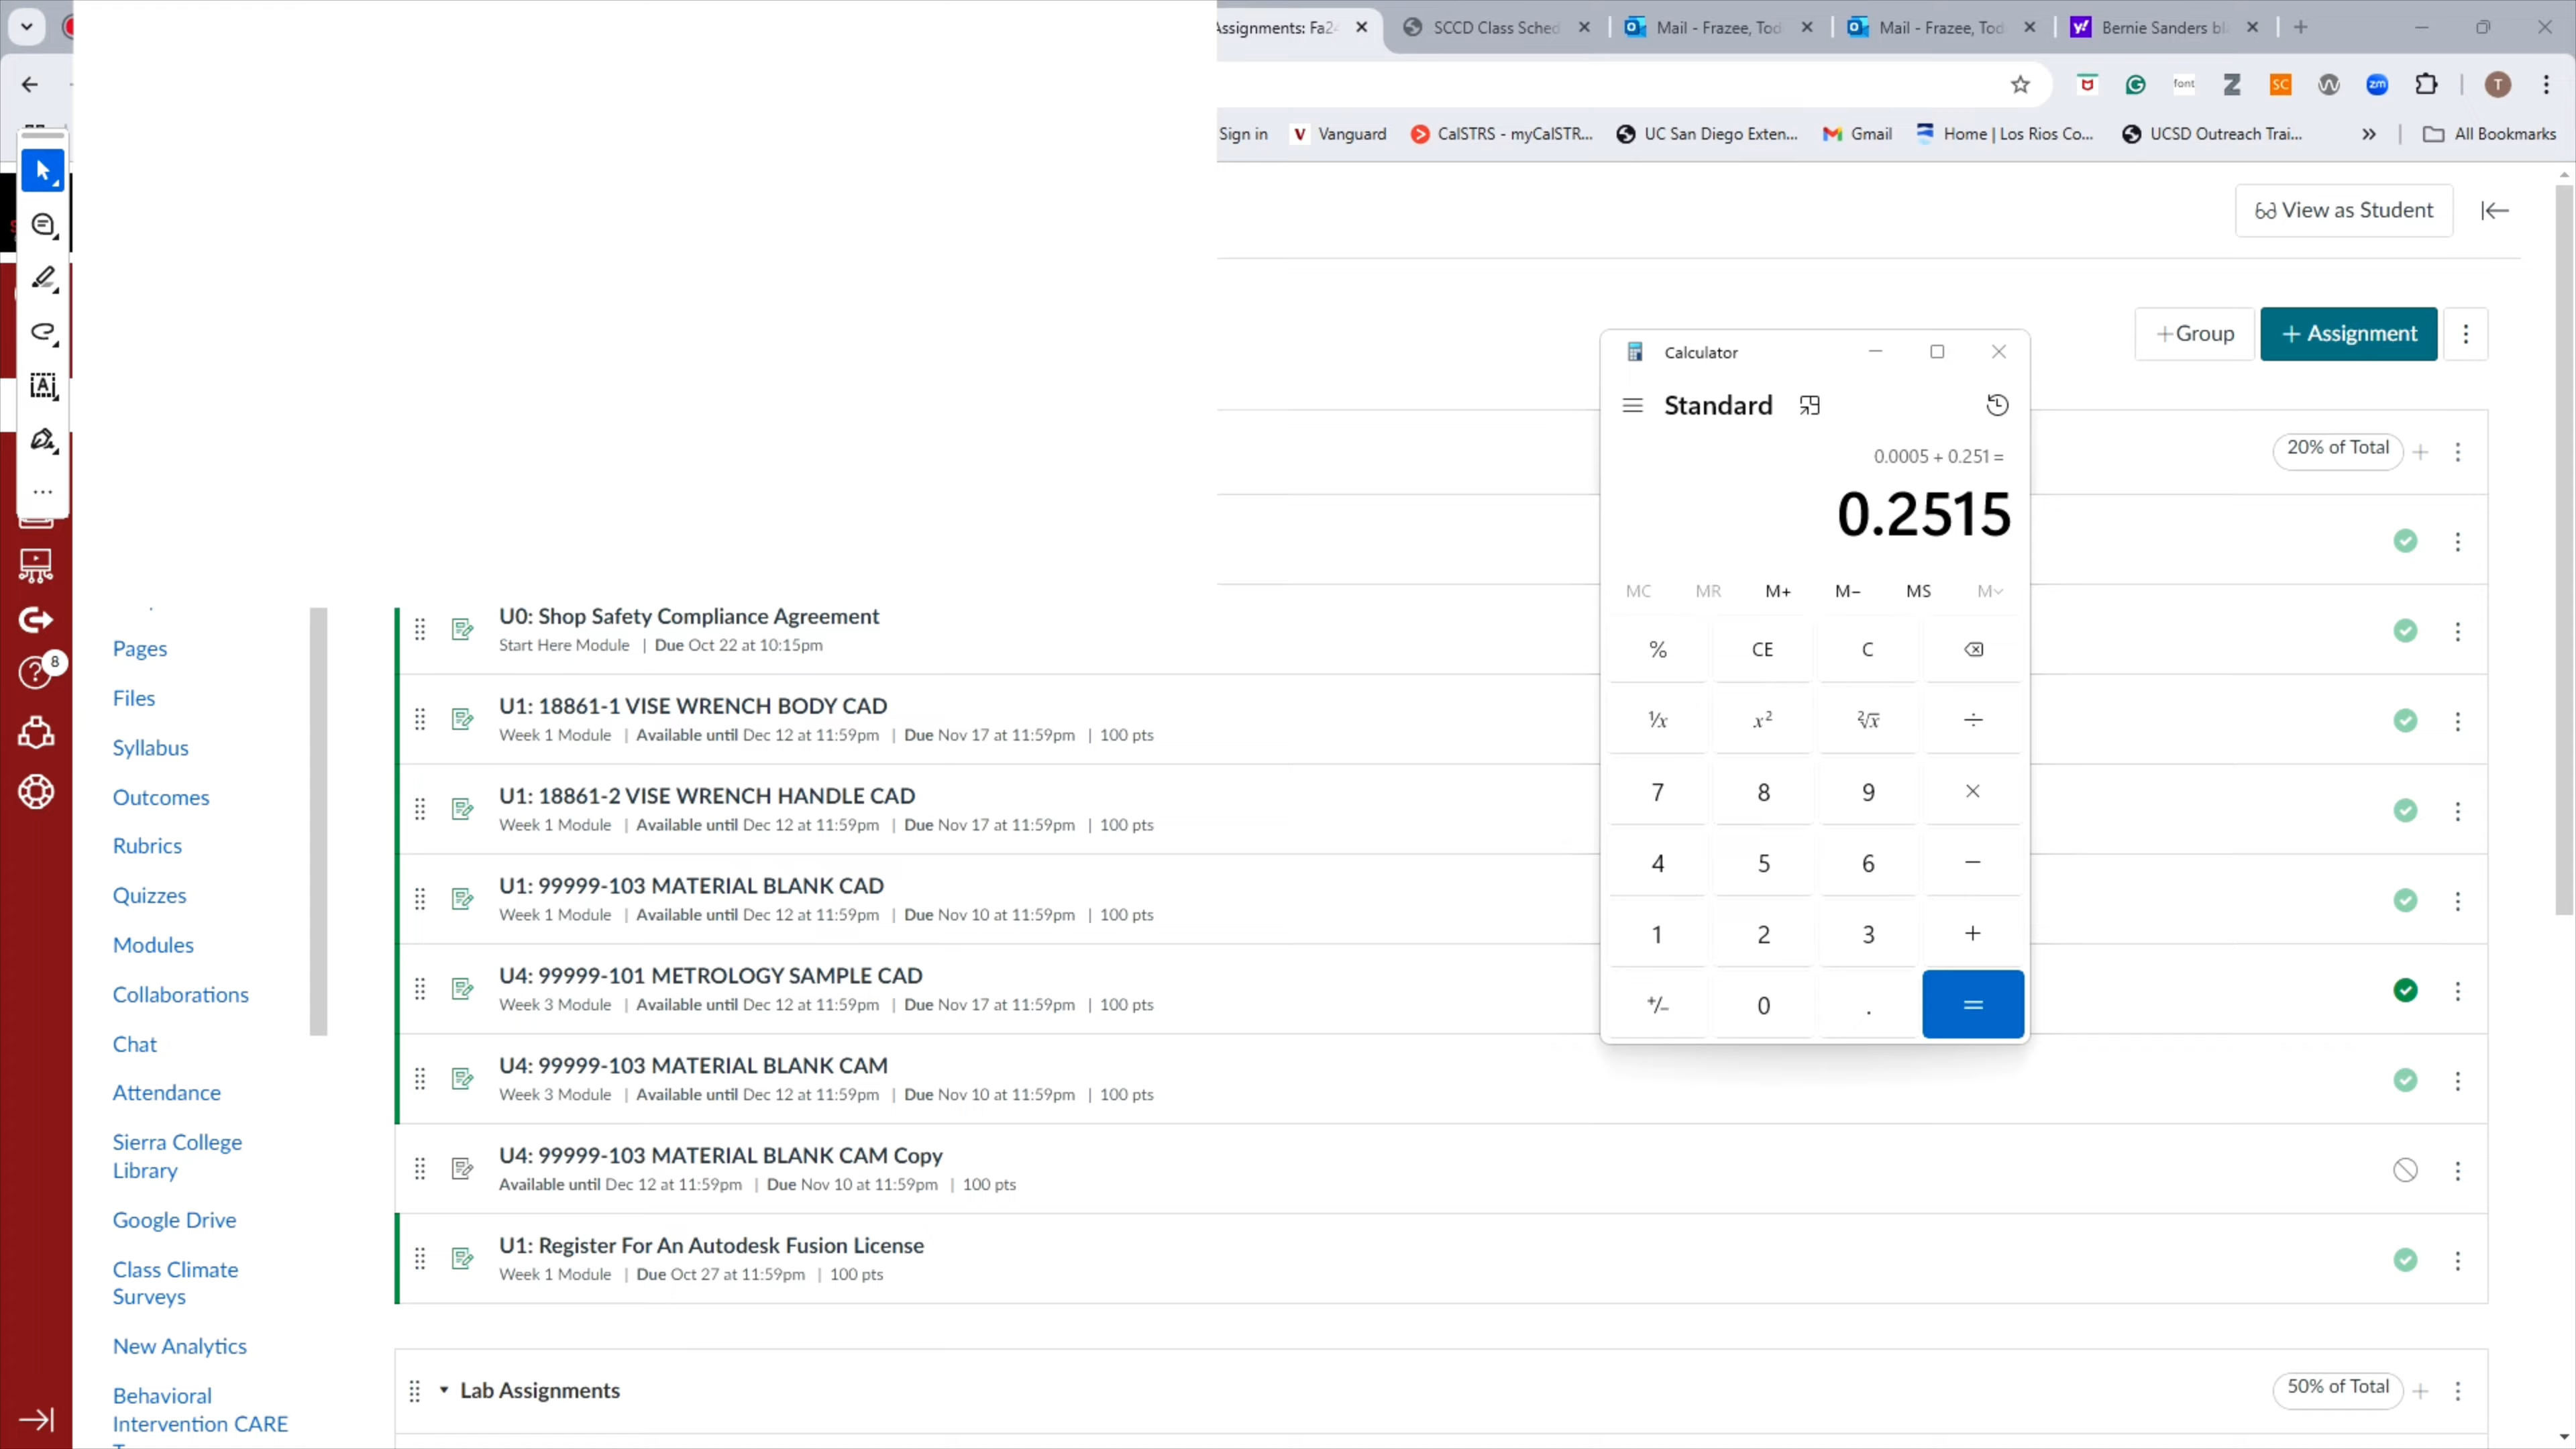 Assignments: Fa24
SCCD Class Sched
Mail - Frazee, Tod
Mail - Frazee, Tod
Bernie Sanders bl
font
SC
zm
T
Sign in
Vanguard
CalSTRS - myCalSTR...
UC San Diego Exten...
Gmail
Home | Los Rios Co...
UCSD Outreach Trai...
»
All Bookmarks
View as Student
+Group
+ Assignment
20% of Total
Calculator
Standard
0.0005 + 0.251 =
0.2515
MC MR M+ M− MS M
% CE C
¹/x x² ²√x ÷
7 8 9 ×
4 5 6 −
1 2 3 +
+/− 0 . =
8
Pages
Files
Syllabus
Outcomes
Rubrics
Quizzes
Modules
Collaborations
Chat
Attendance
Sierra College
Library
Google Drive
Class Climate
Surveys
New Analytics
Behavioral
Intervention CARE
U0: Shop Safety Compliance Agreement
Start Here Module | Due Oct 22 at 10:15pm
U1: 18861-1 VISE WRENCH BODY CAD
Week 1 Module | Available until Dec 12 at 11:59pm | Due Nov 17 at 11:59pm | 100 pts
U1: 18861-2 VISE WRENCH HANDLE CAD
Week 1 Module | Available until Dec 12 at 11:59pm | Due Nov 17 at 11:59pm | 100 pts
U1: 99999-103 MATERIAL BLANK CAD
Week 1 Module | Available until Dec 12 at 11:59pm | Due Nov 10 at 11:59pm | 100 pts
U4: 99999-101 METROLOGY SAMPLE CAD
Week 3 Module | Available until Dec 12 at 11:59pm | Due Nov 17 at 11:59pm | 100 pts
U4: 99999-103 MATERIAL BLANK CAM
Week 3 Module | Available until Dec 12 at 11:59pm | Due Nov 10 at 11:59pm | 100 pts
U4: 99999-103 MATERIAL BLANK CAM Copy
Available until Dec 12 at 11:59pm | Due Nov 10 at 11:59pm | 100 pts
U1: Register For An Autodesk Fusion License
Week 1 Module | Due Oct 27 at 11:59pm | 100 pts
Lab Assignments
50% of Total